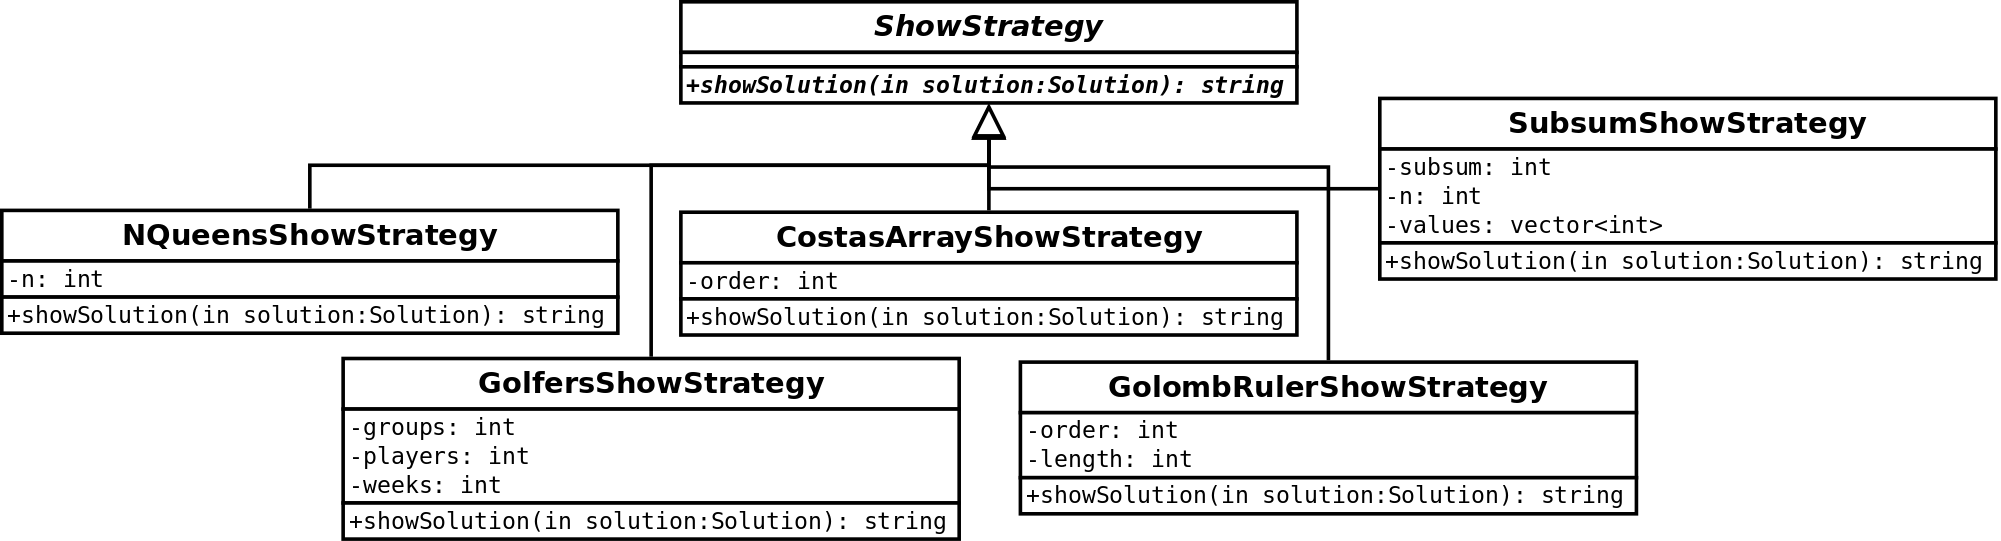 ShowStrategy
+showSolution(in solution:Solution): string
SubsumShowStrategy
-subsum: int
-n: int
-values: vector<int>
+showSolution(in solution:Solution): string
NQueensShowStrategy
-n: int
+showSolution(in solution:Solution): string
CostasArrayShowStrategy
-order: int
+showSolution(in solution:Solution): string
GolfersShowStrategy
-groups: int
-players: int
-weeks: int
+showSolution(in solution:Solution): string
GolombRulerShowStrategy
-order: int
-length: int
+showSolution(in solution:Solution): string